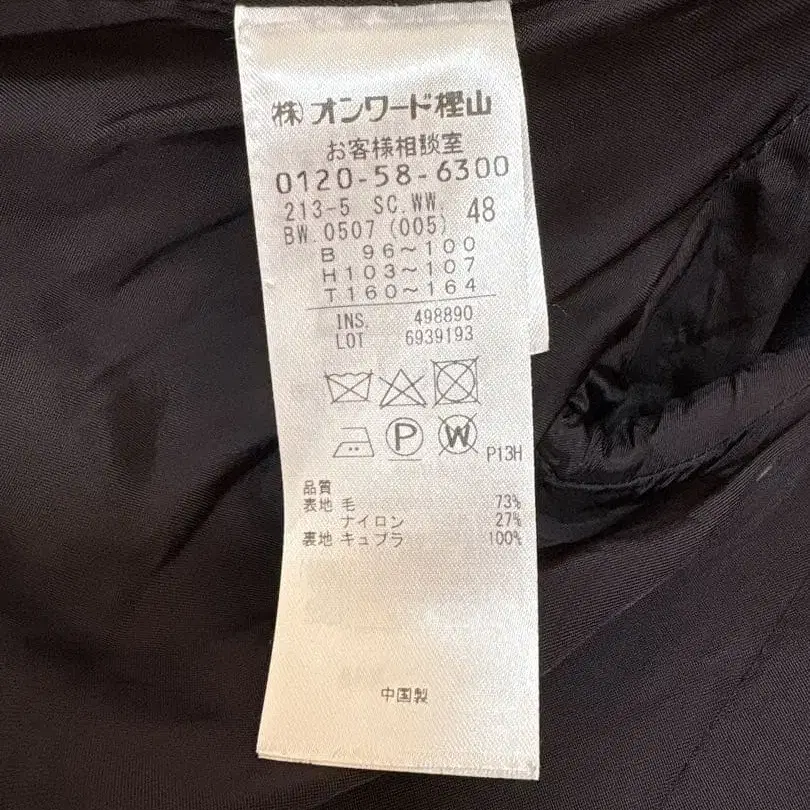 ㈱オンワード樫山
お客様相談室
0120-58-6300
213-5 SC.WW. 48
BW.0507 (005)
B 96～100
H103～107
T160～164
INS. 498890
LOT 6939193
P W P13H
品質
表地 毛 73%
ナイロン 27%
裏地 キュプラ 100%
中国製